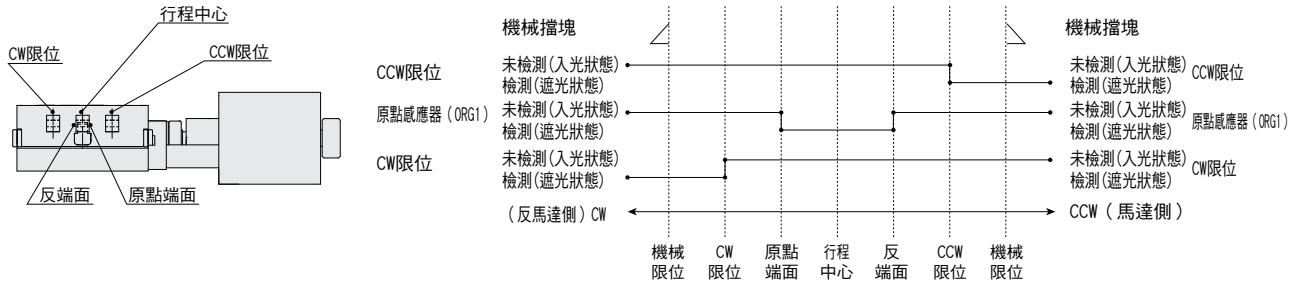 行程中心
CW限位
CCW限位
反端面
原點端面
機械擋塊
機械擋塊
CCW限位
未檢測(入光狀態)
檢測(遮光狀態)
未檢測(入光狀態)
檢測(遮光狀態)
CCW限位
原點感應器(ORG1)
未檢測(入光狀態)
檢測(遮光狀態)
未檢測(入光狀態)
檢測(遮光狀態)
原點感應器(ORG1)
CW限位
未檢測(入光狀態)
檢測(遮光狀態)
未檢測(入光狀態)
檢測(遮光狀態)
CW限位
(反馬達側) CW
CCW (馬達側)
機械
限位
CW
限位
原點
端面
行程
中心
反
端面
CCW
限位
機械
限位